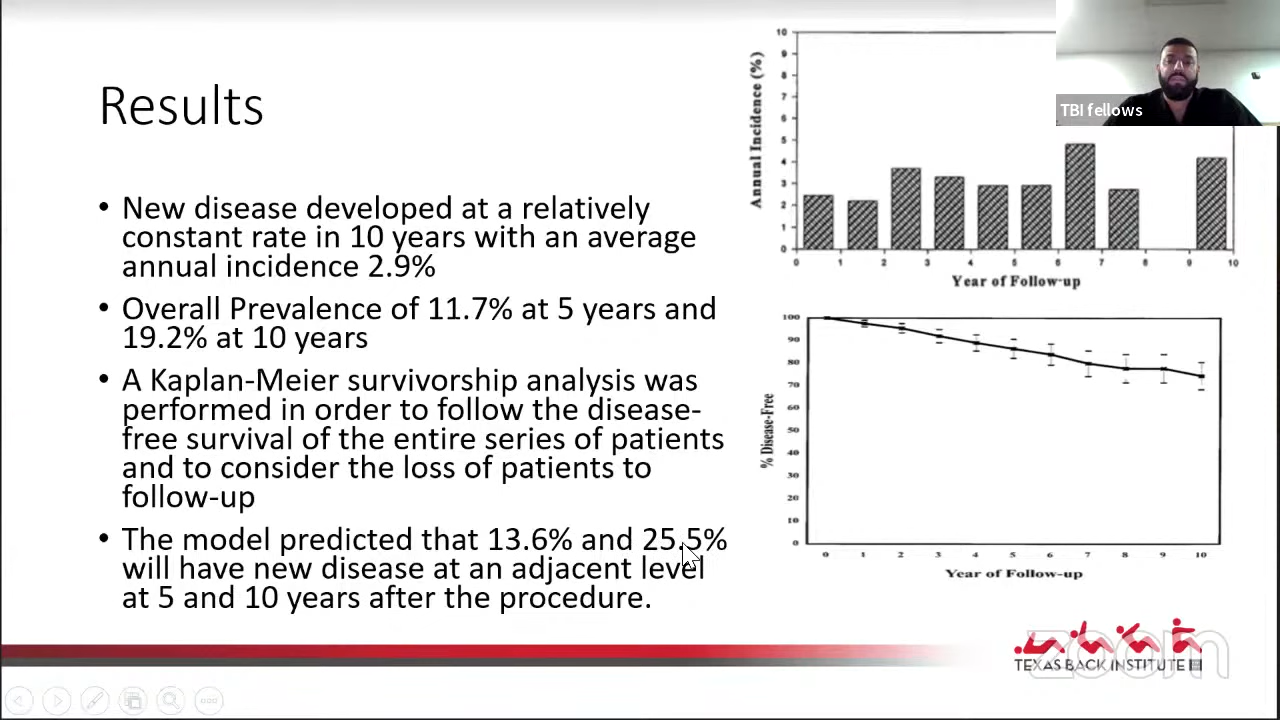 Results
• New disease developed at a relatively
constant rate in 10 years with an average
annual incidence 2.9%
• Overall Prevalence of 11.7% at 5 years and
19.2% at 10 years
• A Kaplan-Meier survivorship analysis was
performed in order to follow the disease-
free survival of the entire series of patients
and to consider the loss of patients to
follow-up
• The model predicted that 13.6% and 25.5%
will have new disease at an adjacent level
at 5 and 10 years after the procedure.
Annual Incidence (%)
10
9
8
7
6
5
4
3
2
1
0
0 1 2 3 4 5 6 7 8 9 10
Year of Follow-up
% Disease-Free
100
90
80
70
60
50
40
30
20
10
0
0 1 2 3 4 5 6 7 8 9 10
Year of Follow-up
TBI fellows
TEXAS BACK INSTITUTE
zoom